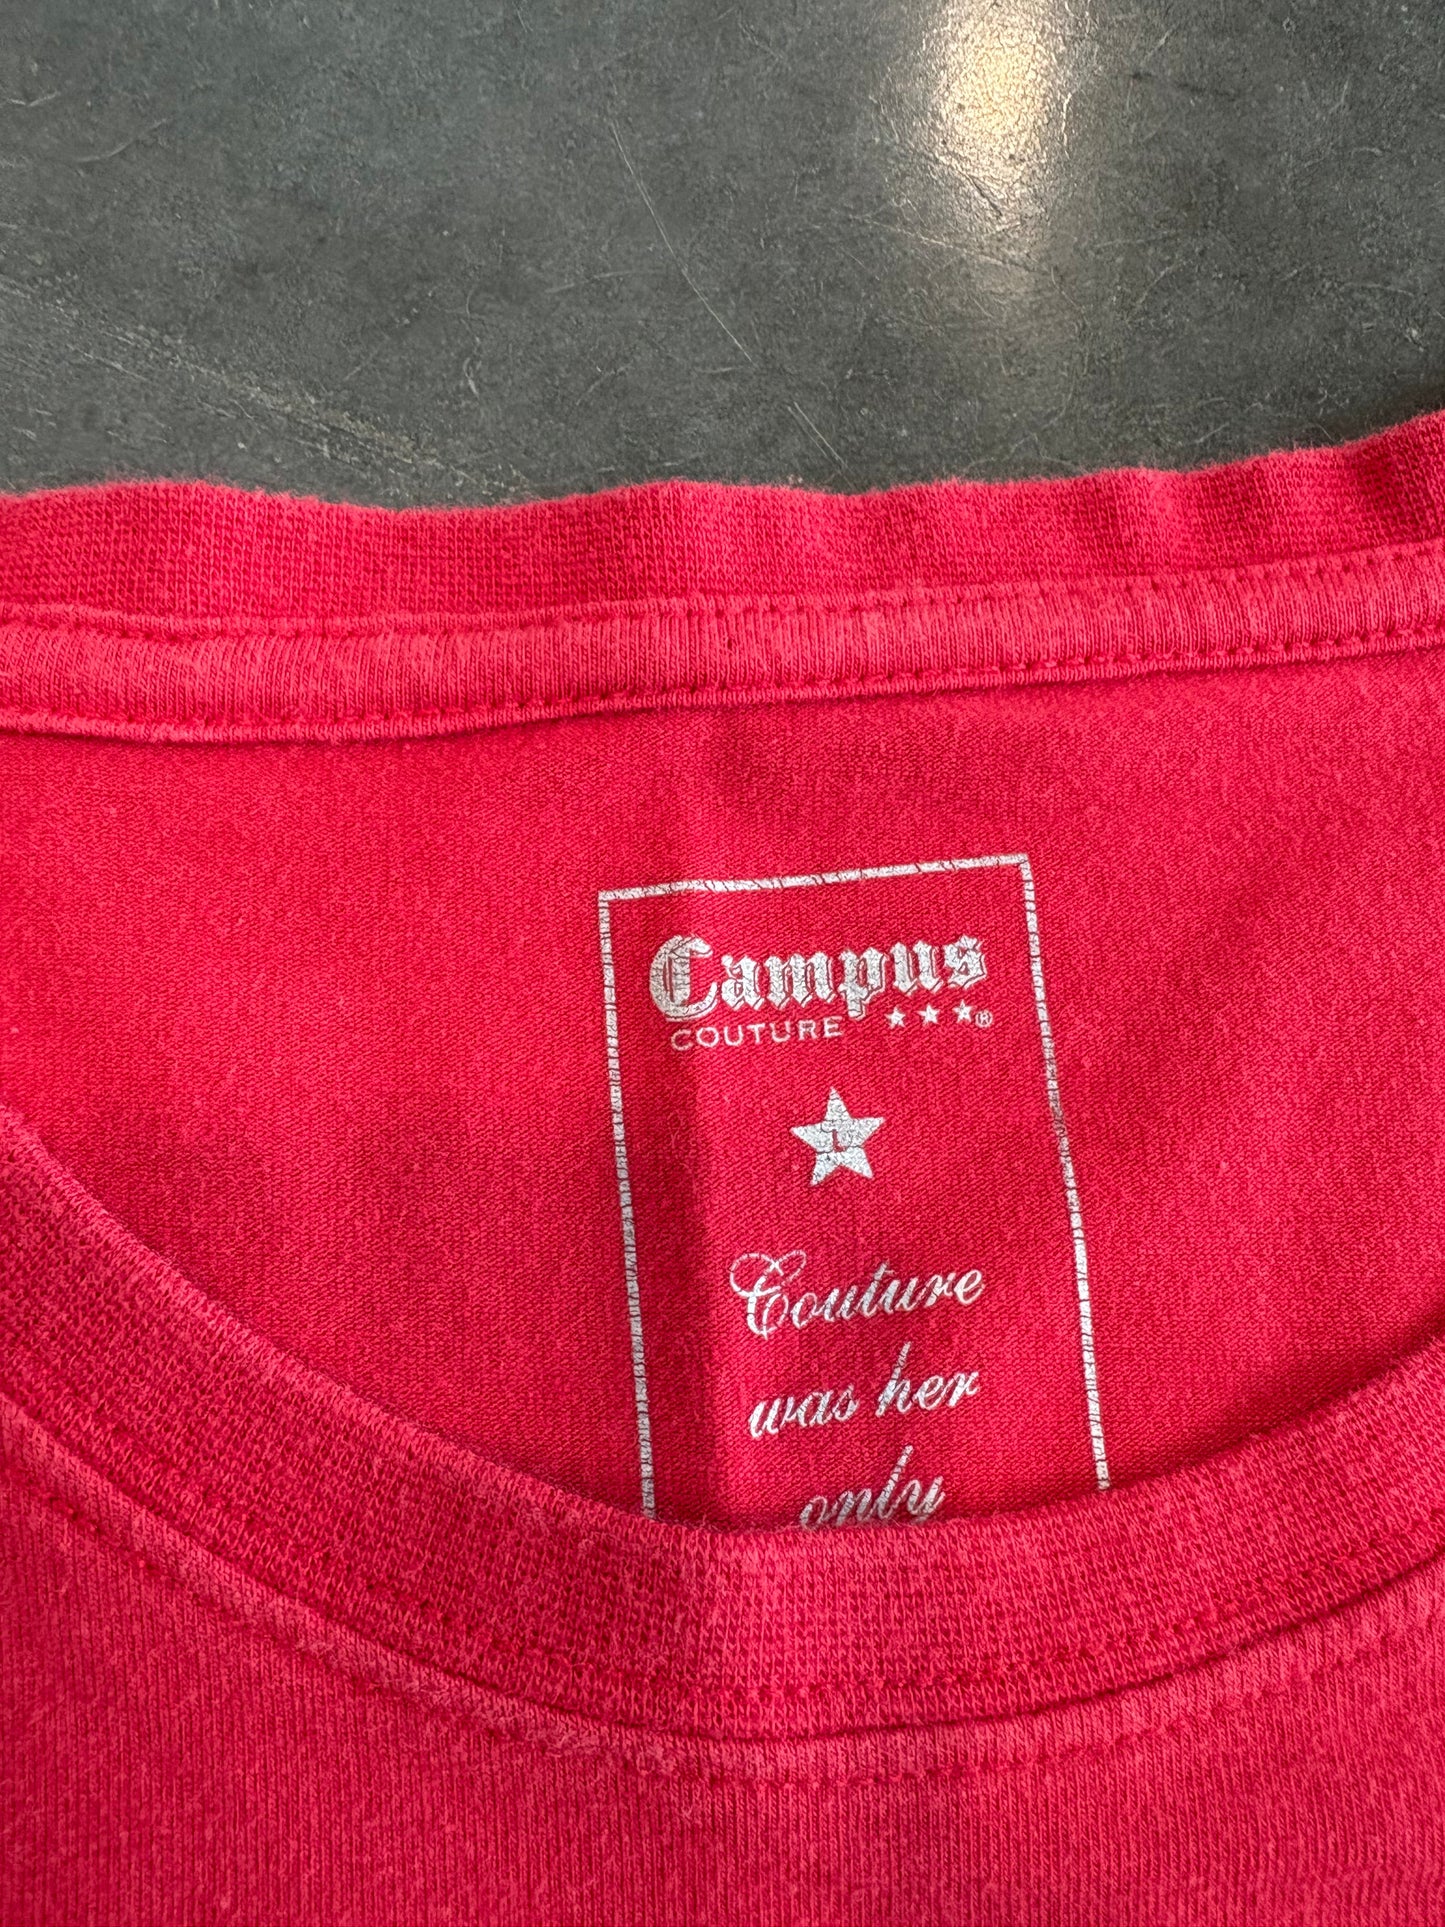 Campus
COUTURE ★★★®
L
Couture
was her
only